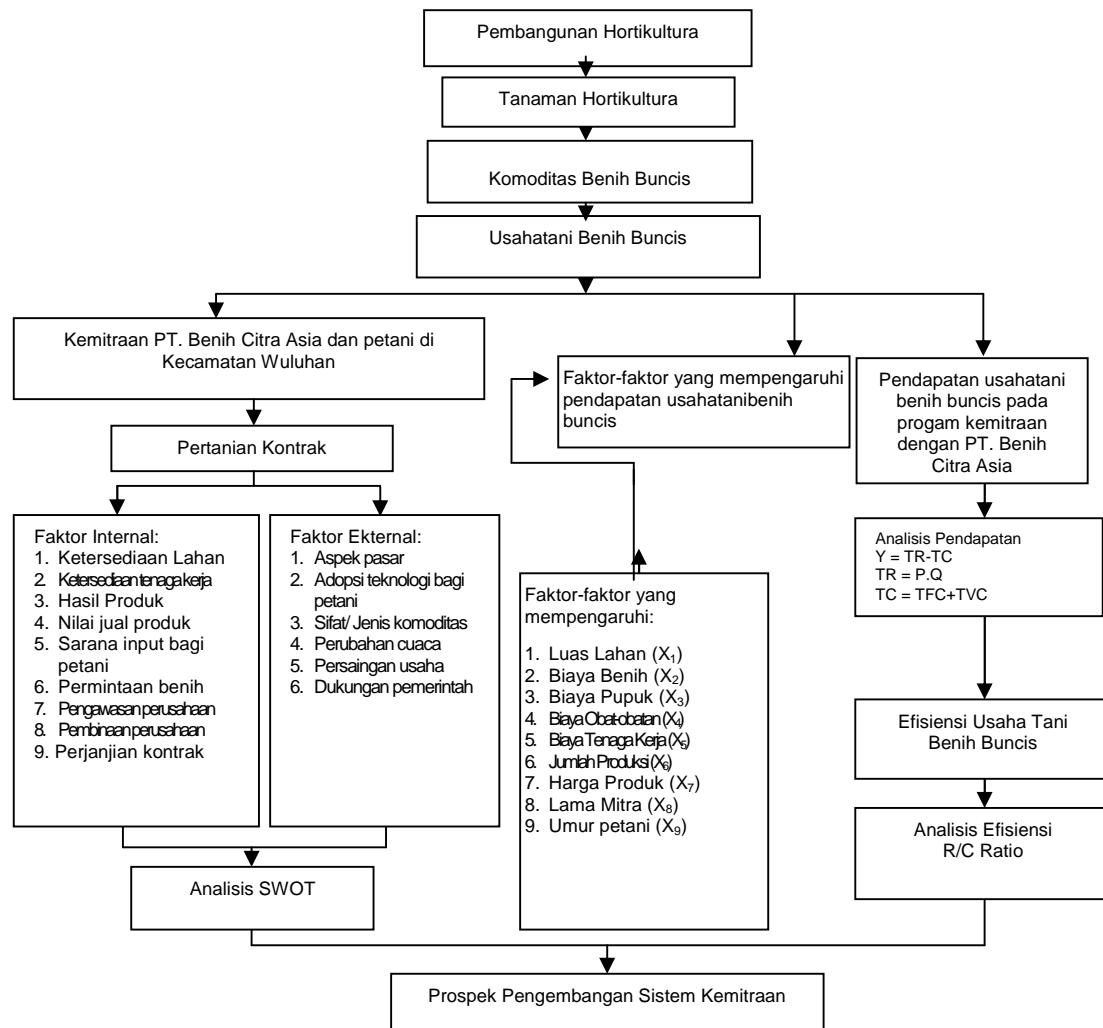 Pembangunan Hortikultura
Tanaman Hortikultura
Komoditas Benih Buncis
Usahatani Benih Buncis
Kemitraan PT. Benih Citra Asia dan petani di
Kecamatan Wuluhan
Faktor-faktor yang mempengaruhi
pendapatan usahatanibenih
buncis
Pendapatan usahatani
benih buncis pada
progam kemitraan
dengan PT. Benih
Citra Asia
Pertanian Kontrak
Faktor Internal:
1. Ketersediaan Lahan
2. Ketersediaan tenaga kerja
3. Hasil Produk
4. Nilai jual produk
5. Sarana input bagi
petani
6. Permintaan benih
7. Pengawasan perusahaan
8. Pembinaan perusahaan
9. Perjanjian kontrak
Faktor Ekternal:
1. Aspek pasar
2. Adopsi teknologi bagi
petani
3. Sifat/ Jenis komoditas
4. Perubahan cuaca
5. Persaingan usaha
6. Dukungan pemerintah
Faktor-faktor yang
mempengaruhi:
1. Luas Lahan (X₁)
2. Biaya Benih (X₂)
3. Biaya Pupuk (X₃)
4. Biaya Obat-obatan (X₄)
5. Biaya Tenaga Kerja (X₅)
6. Jumlah Produksi (X₆)
7. Harga Produk (X₇)
8. Lama Mitra (X₈)
9. Umur petani (X₉)
Analisis Pendapatan
Y = TR-TC
TR = P.Q
TC = TFC+TVC
Efisiensi Usaha Tani
Benih Buncis
Analisis Efisiensi
R/C Ratio
Analisis SWOT
Prospek Pengembangan Sistem Kemitraan